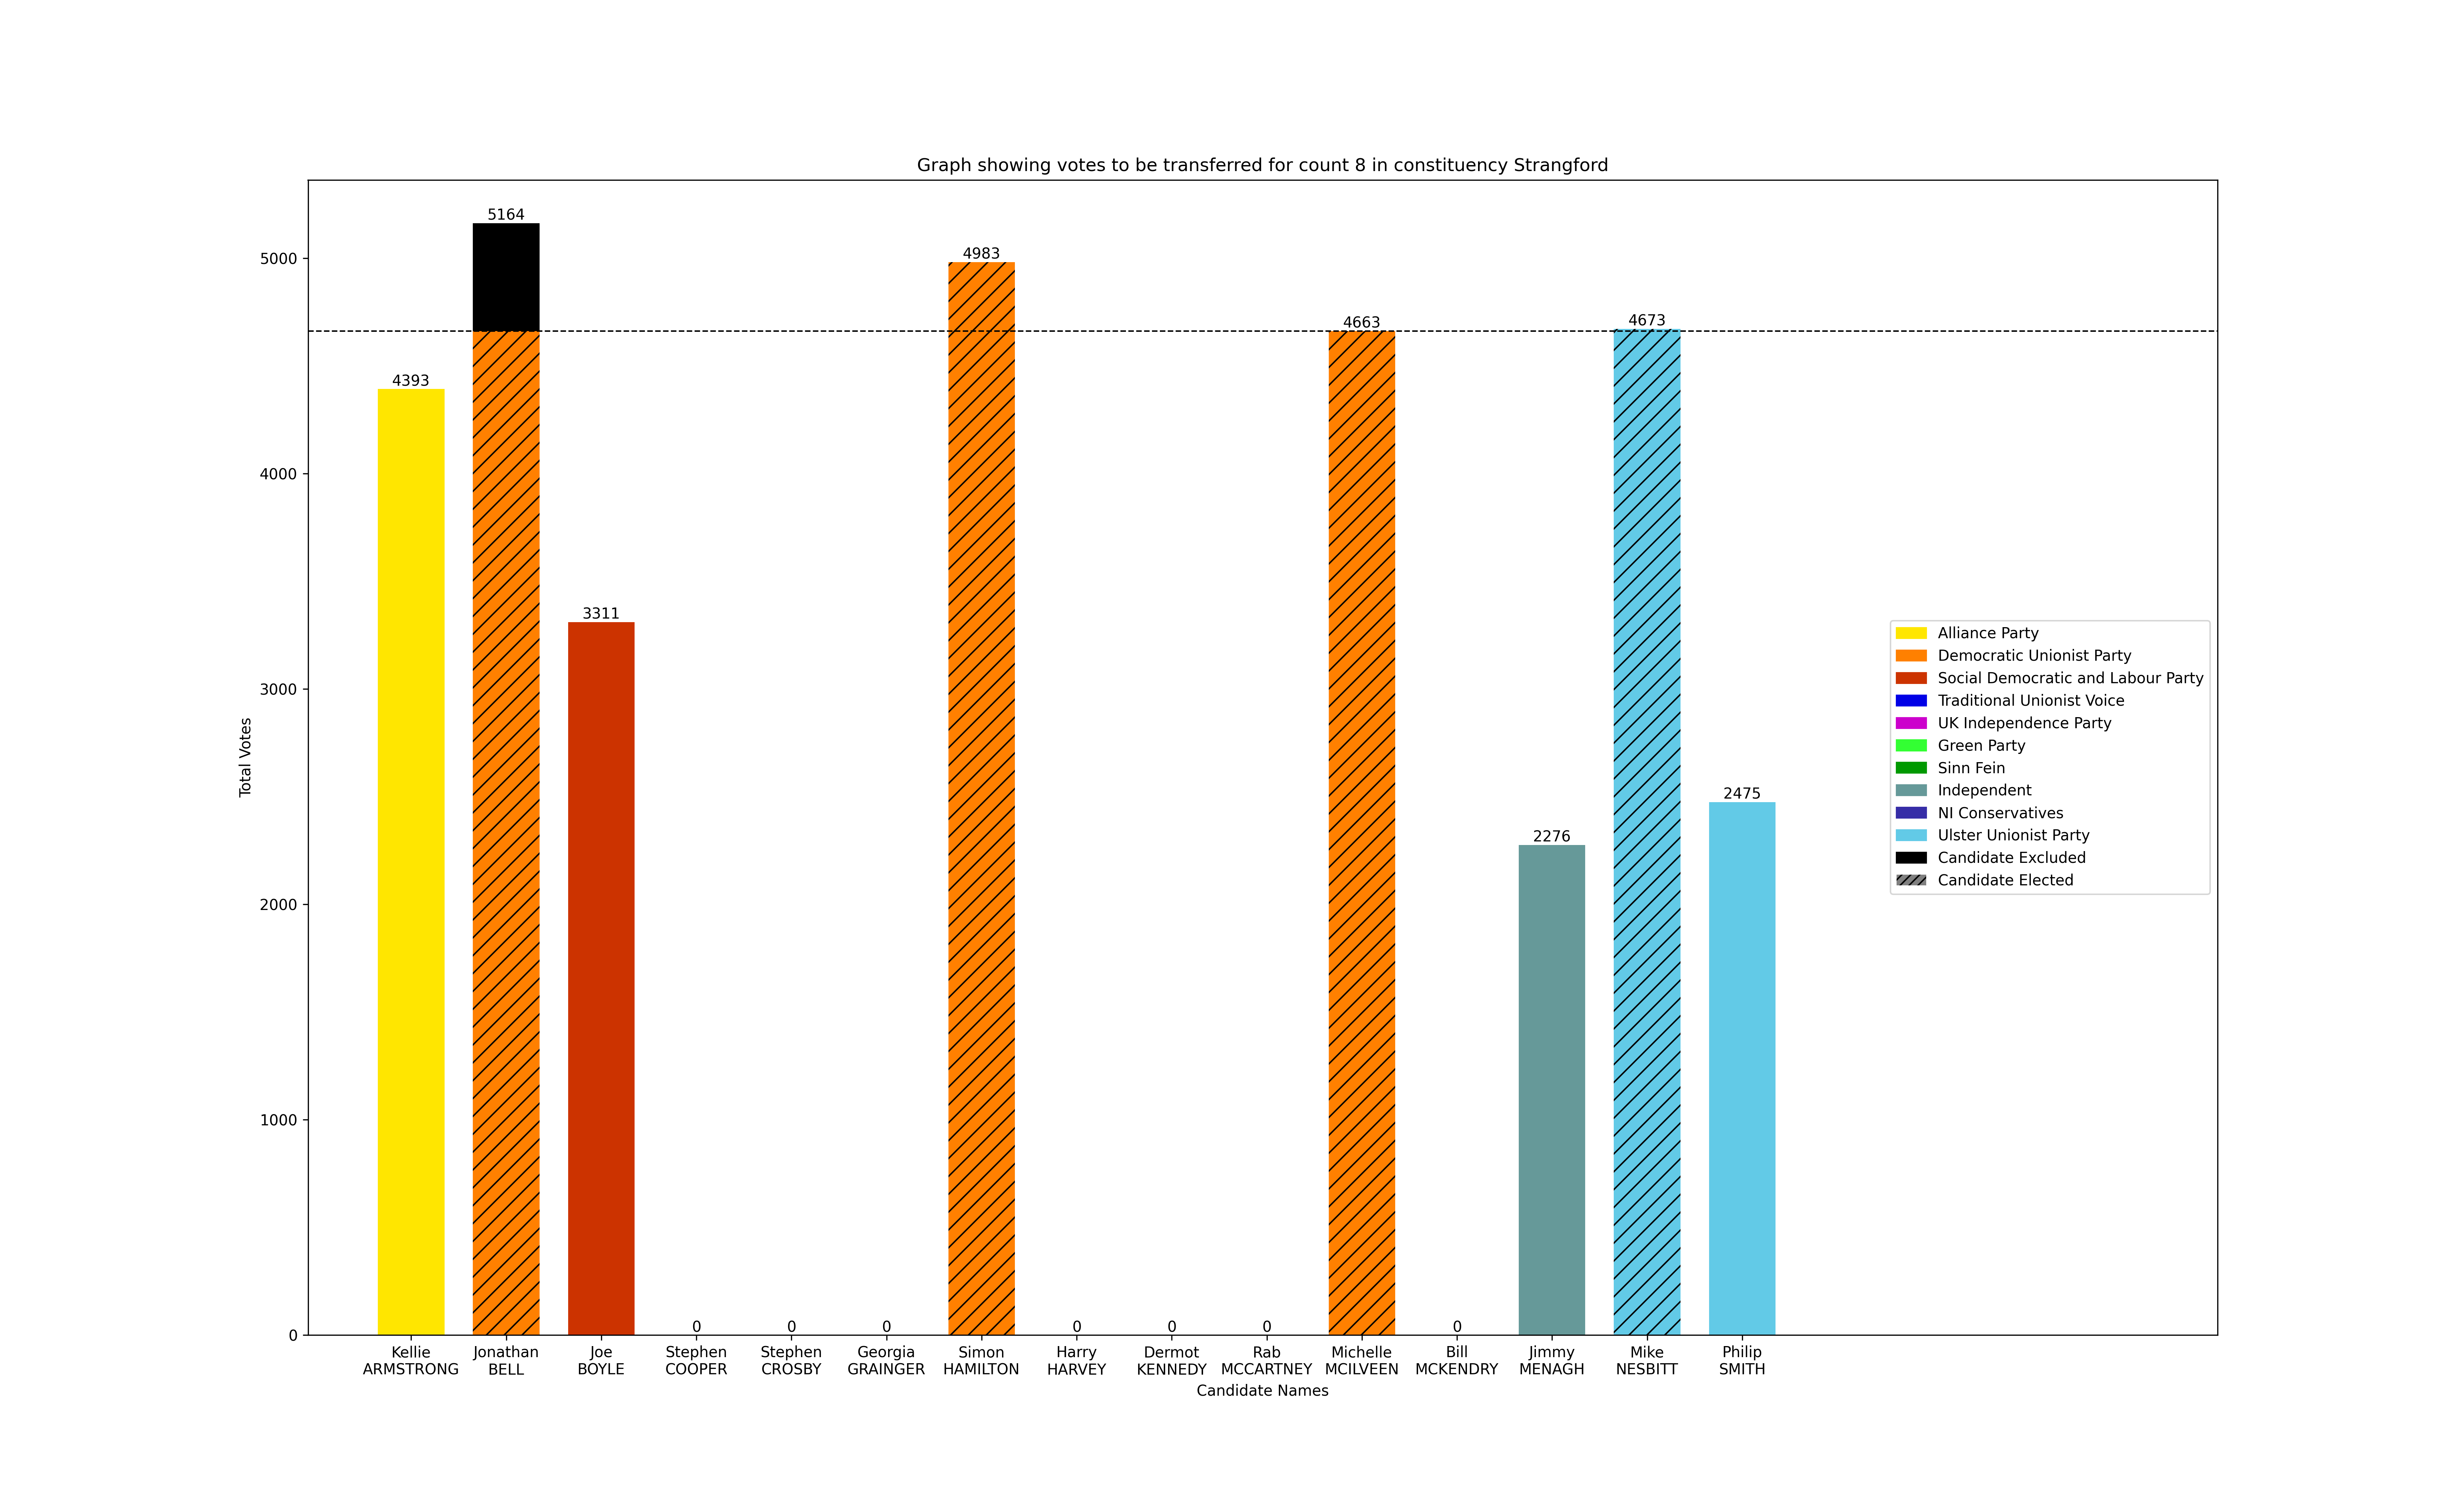 Graph showing votes to be transferred for count 8 in constituency Strangford
5164
5000
4983
4663
4673
4393
4000
3311
3000
2475
2276
2000
1000
0
0 0 0 0 0 0 0
Total Votes
Alliance Party
Democratic Unionist Party
Social Democratic and Labour Party
Traditional Unionist Voice
UK Independence Party
Green Party
Sinn Fein
Independent
NI Conservatives
Ulster Unionist Party
Candidate Excluded
Candidate Elected
Kellie
ARMSTRONG
Jonathan
BELL
Joe
BOYLE
Stephen
COOPER
Stephen
CROSBY
Georgia
GRAINGER
Simon
HAMILTON
Harry
HARVEY
Dermot
KENNEDY
Rab
MCCARTNEY
Michelle
MCILVEEN
Bill
MCKENDRY
Jimmy
MENAGH
Mike
NESBITT
Philip
SMITH
Candidate Names